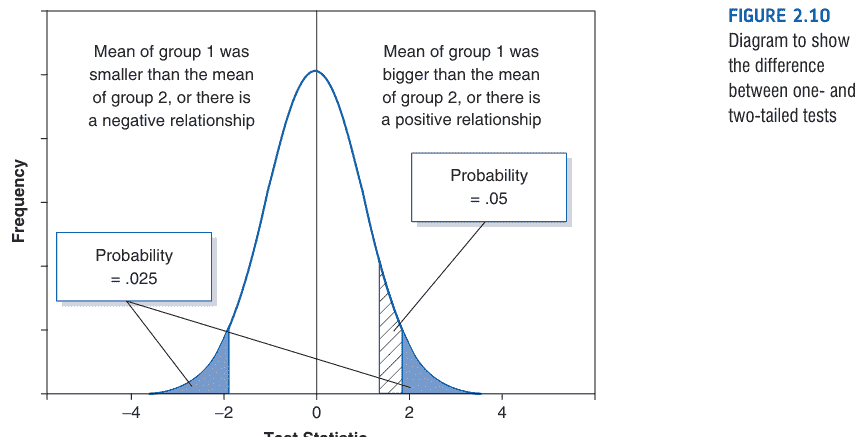 FIGURE 2.10
Diagram to show
the difference
between one- and
two-tailed tests
Mean of group 1 was
smaller than the mean
of group 2, or there is
a negative relationship
Mean of group 1 was
bigger than the mean
of group 2, or there is
a positive relationship
Probability
= .05
Probability
= .025
Frequency
−4
−2
0
2
4
Test Statistic